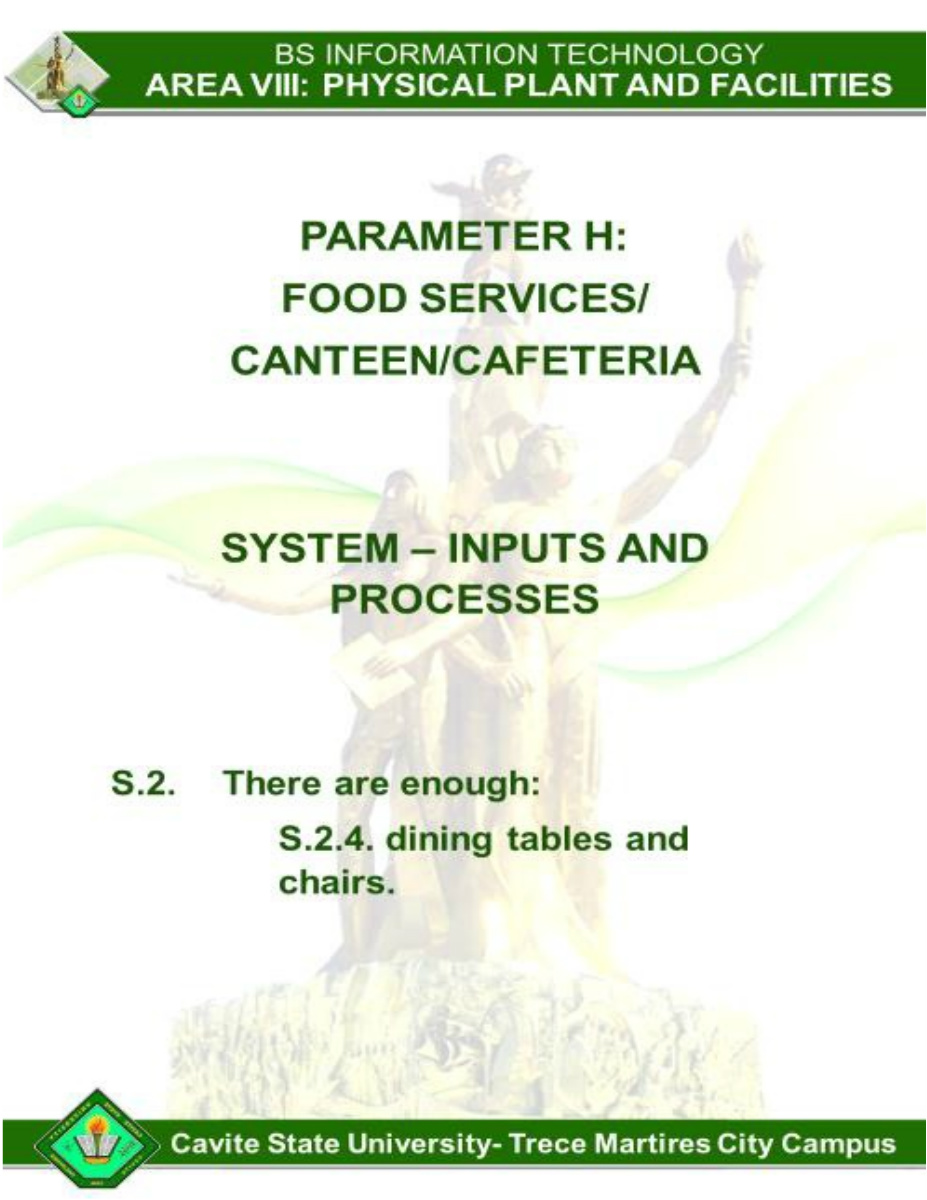 BS INFORMATION TECHNOLOGY
AREA VIII: PHYSICAL PLANT AND FACILITIES
PARAMETER H:
FOOD SERVICES/
CANTEEN/CAFETERIA
SYSTEM – INPUTS AND
PROCESSES
S.2. There are enough:
S.2.4. dining tables and
chairs.
Cavite State University- Trece Martires City Campus